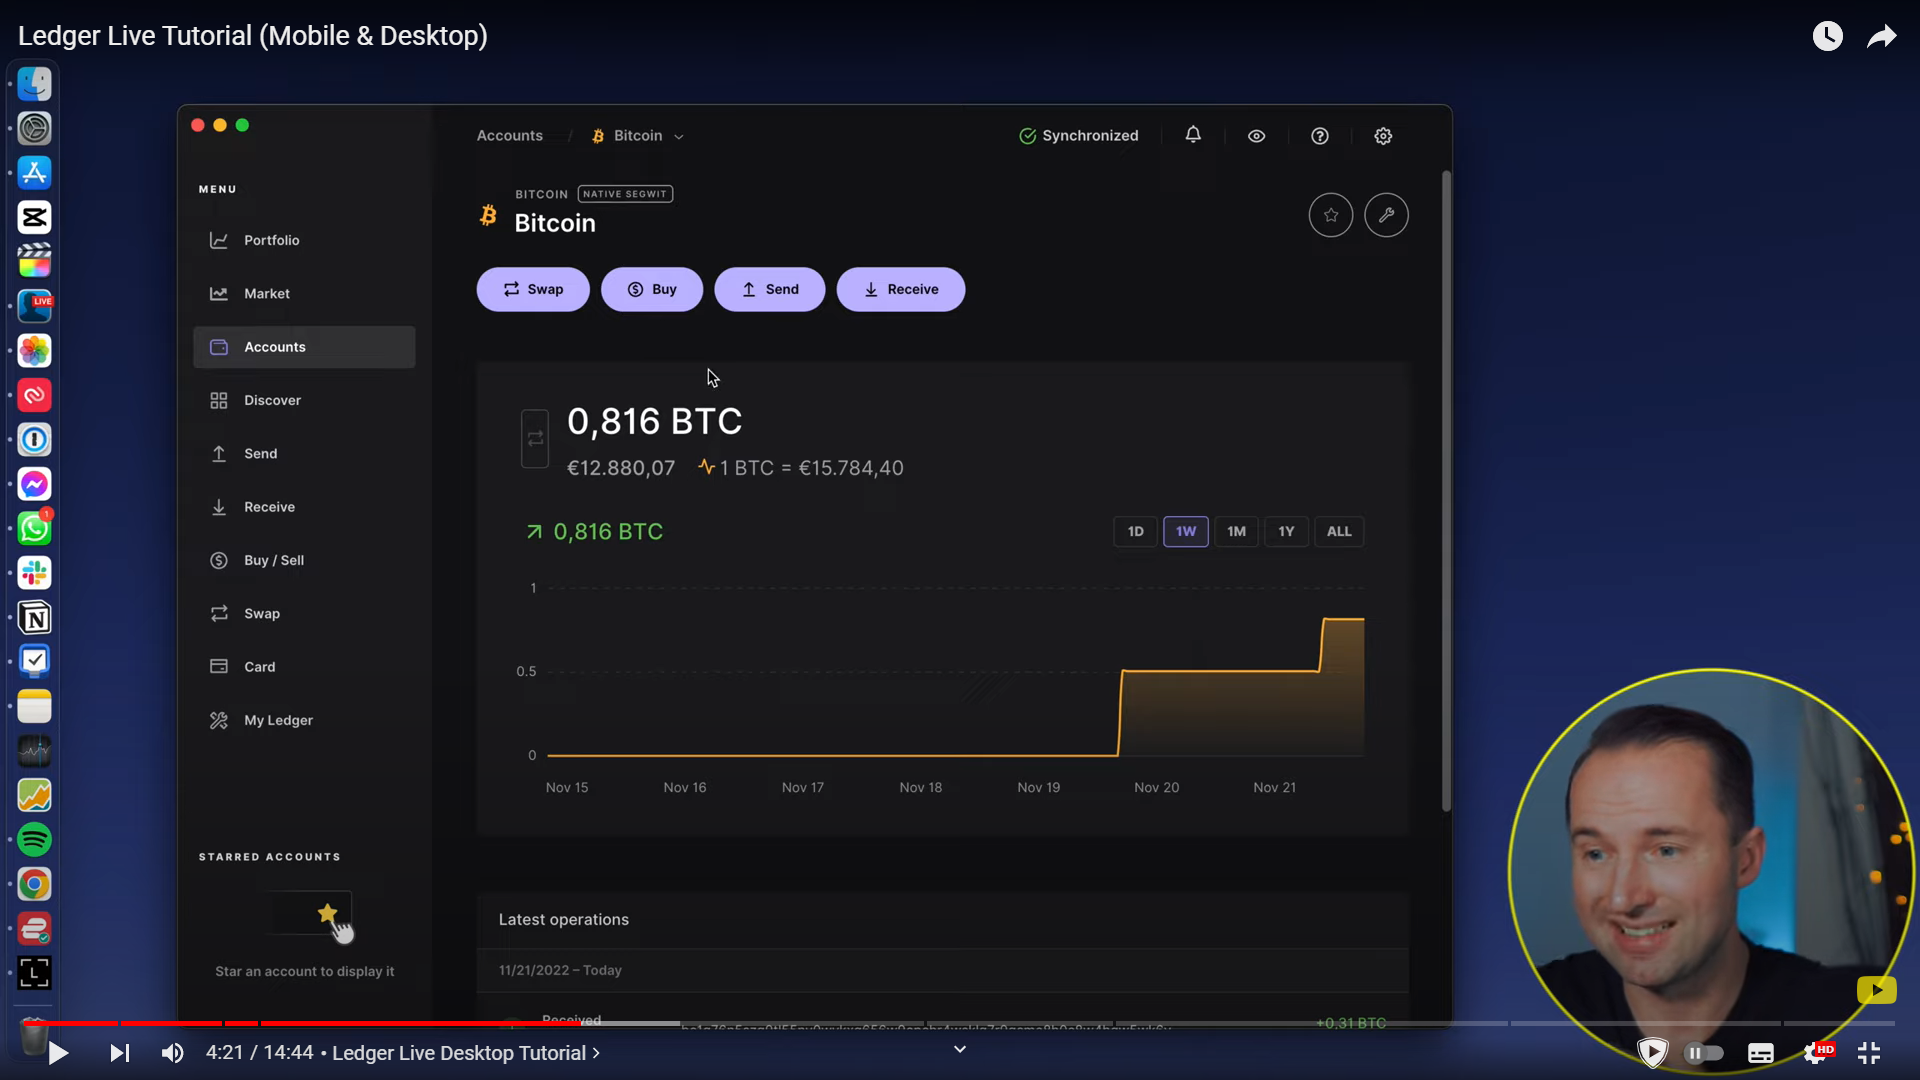 Ledger Live Tutorial (Mobile & Desktop)
LIVE
1
MENU
Portfolio
Market
Accounts
Discover
Send
Receive
Buy / Sell
Swap
Card
My Ledger
STARRED ACCOUNTS
Star an account to display it
Accounts / Bitcoin
Synchronized
BITCOIN NATIVE SEGWIT
Bitcoin
Swap Buy Send Receive
0,816 BTC
€12.880,07 1 BTC = €15.784,40
0,816 BTC
1D 1W 1M 1Y ALL
1
0.5
0
Nov 15 Nov 16 Nov 17 Nov 18 Nov 19 Nov 20 Nov 21
Latest operations
11/21/2022 – Today
Received
+0.31 BTC
4:21 / 14:44 • Ledger Live Desktop Tutorial >
HD